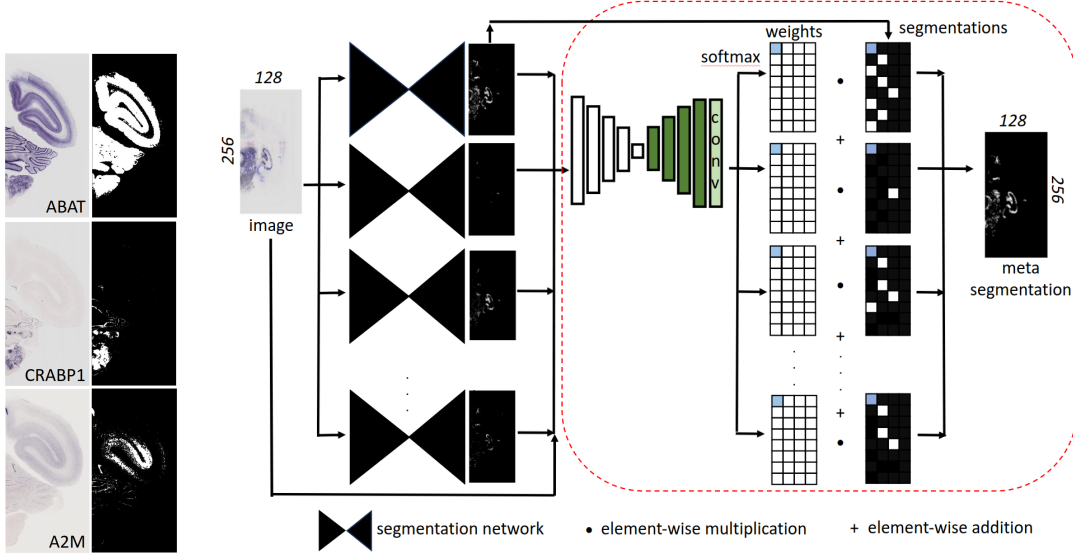 ABAT
CRABP1
A2M
128
256
image
softmax
weights
segmentations
conv
•
+
•
+
•
+
+
•
128
256
meta
segmentation
segmentation network
• element-wise multiplication
+ element-wise addition